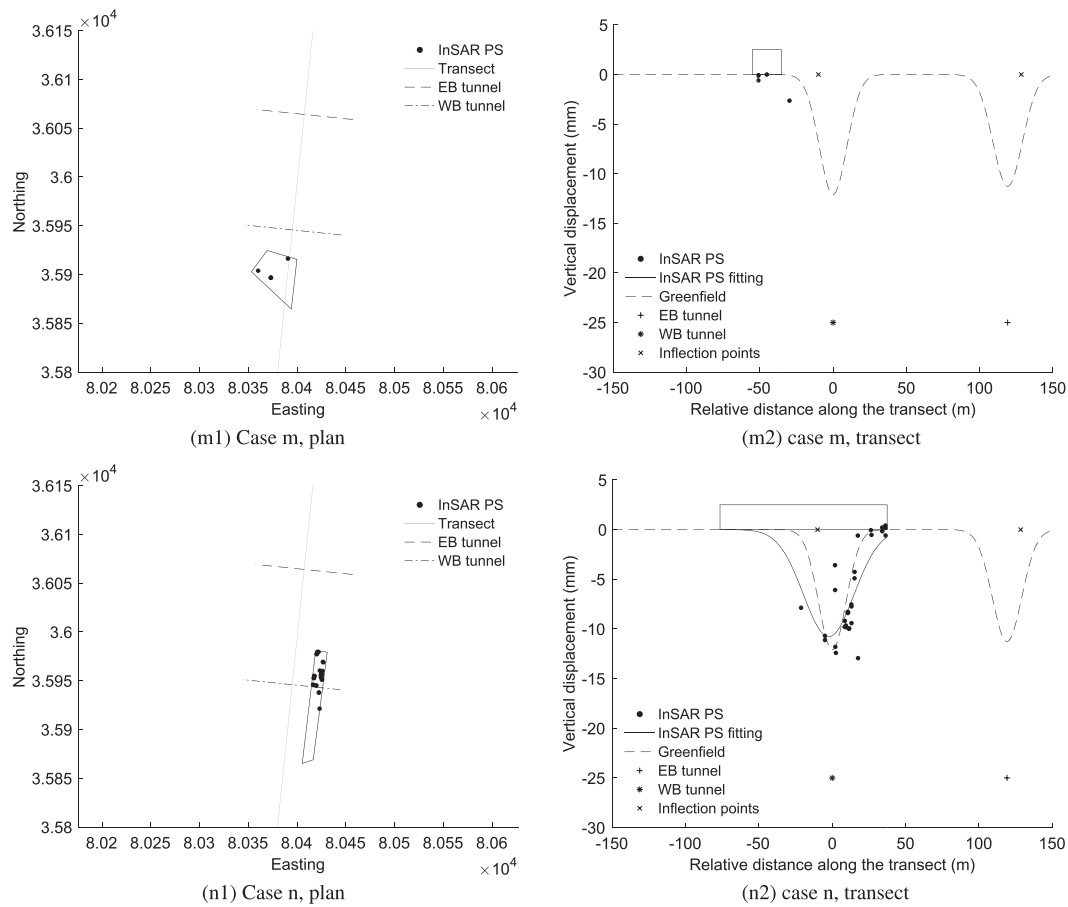 ×10⁴
3.615
3.61
3.605
3.6
3.595
3.59
3.585
3.58
Northing
InSAR PS
Transect
EB tunnel
WB tunnel
8.02 8.025 8.03 8.035 8.04 8.045 8.05 8.055 8.06
Easting
×10⁴
(m1) Case m, plan
5
0
-5
-10
-15
-20
-25
-30
Vertical displacement (mm)
InSAR PS
InSAR PS fitting
Greenfield
EB tunnel
WB tunnel
Inflection points
-150 -100 -50 0 50 100 150
Relative distance along the transect (m)
(m2) case m, transect
×10⁴
3.615
3.61
3.605
3.6
3.595
3.59
3.585
3.58
Northing
InSAR PS
Transect
EB tunnel
WB tunnel
8.02 8.025 8.03 8.035 8.04 8.045 8.05 8.055 8.06
Easting
×10⁴
(n1) Case n, plan
5
0
-5
-10
-15
-20
-25
-30
Vertical displacement (mm)
InSAR PS
InSAR PS fitting
Greenfield
EB tunnel
WB tunnel
Inflection points
-150 -100 -50 0 50 100 150
Relative distance along the transect (m)
(n2) case n, transect